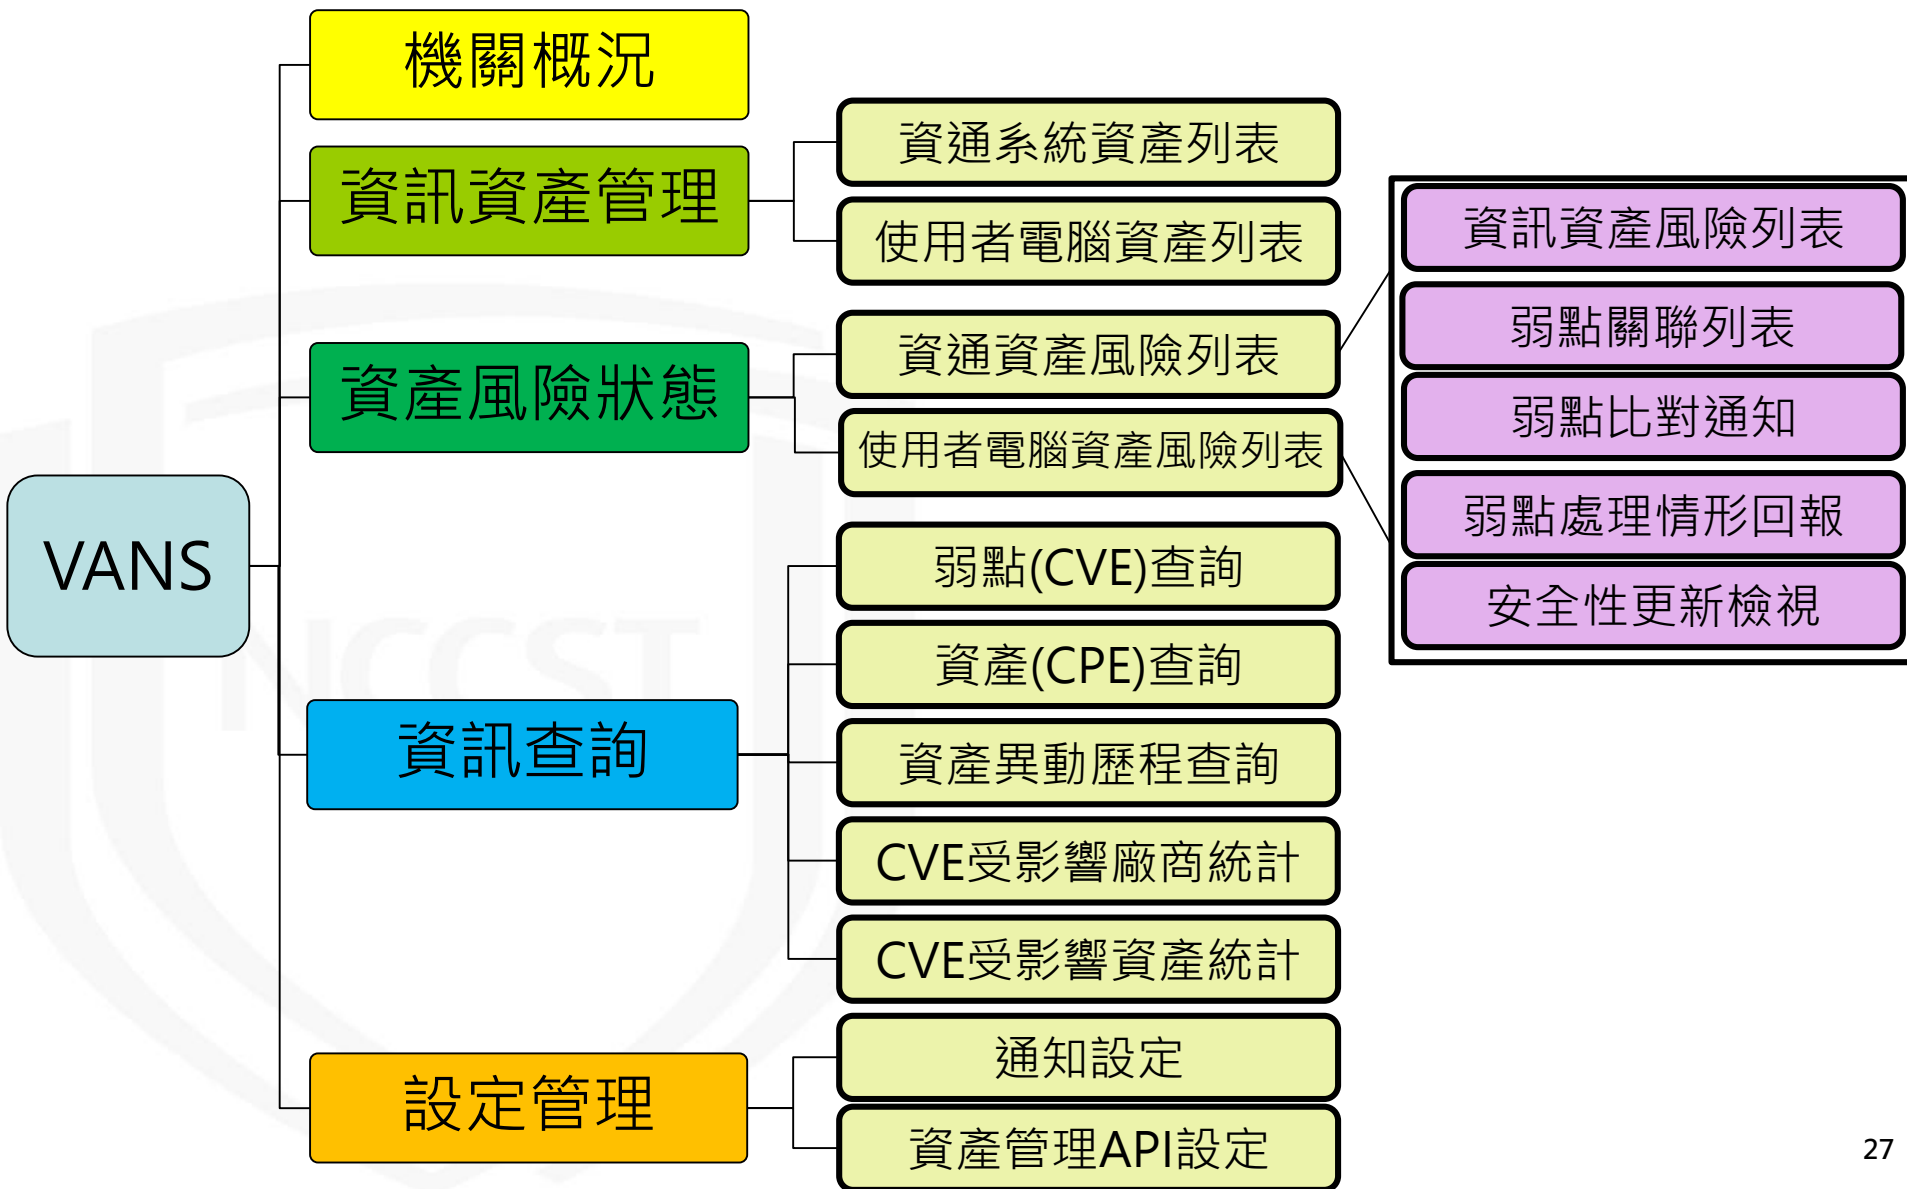 VANS
機關概況
資訊資產管理
資通系統資產列表
使用者電腦資產列表
資產風險狀態
資通資產風險列表
使用者電腦資產風險列表
資訊資產風險列表
弱點關聯列表
弱點比對通知
弱點處理情形回報
安全性更新檢視
資訊查詢
弱點(CVE)查詢
資產(CPE)查詢
資產異動歷程查詢
CVE受影響廠商統計
CVE受影響資產統計
設定管理
通知設定
資產管理API設定
NCCST
27